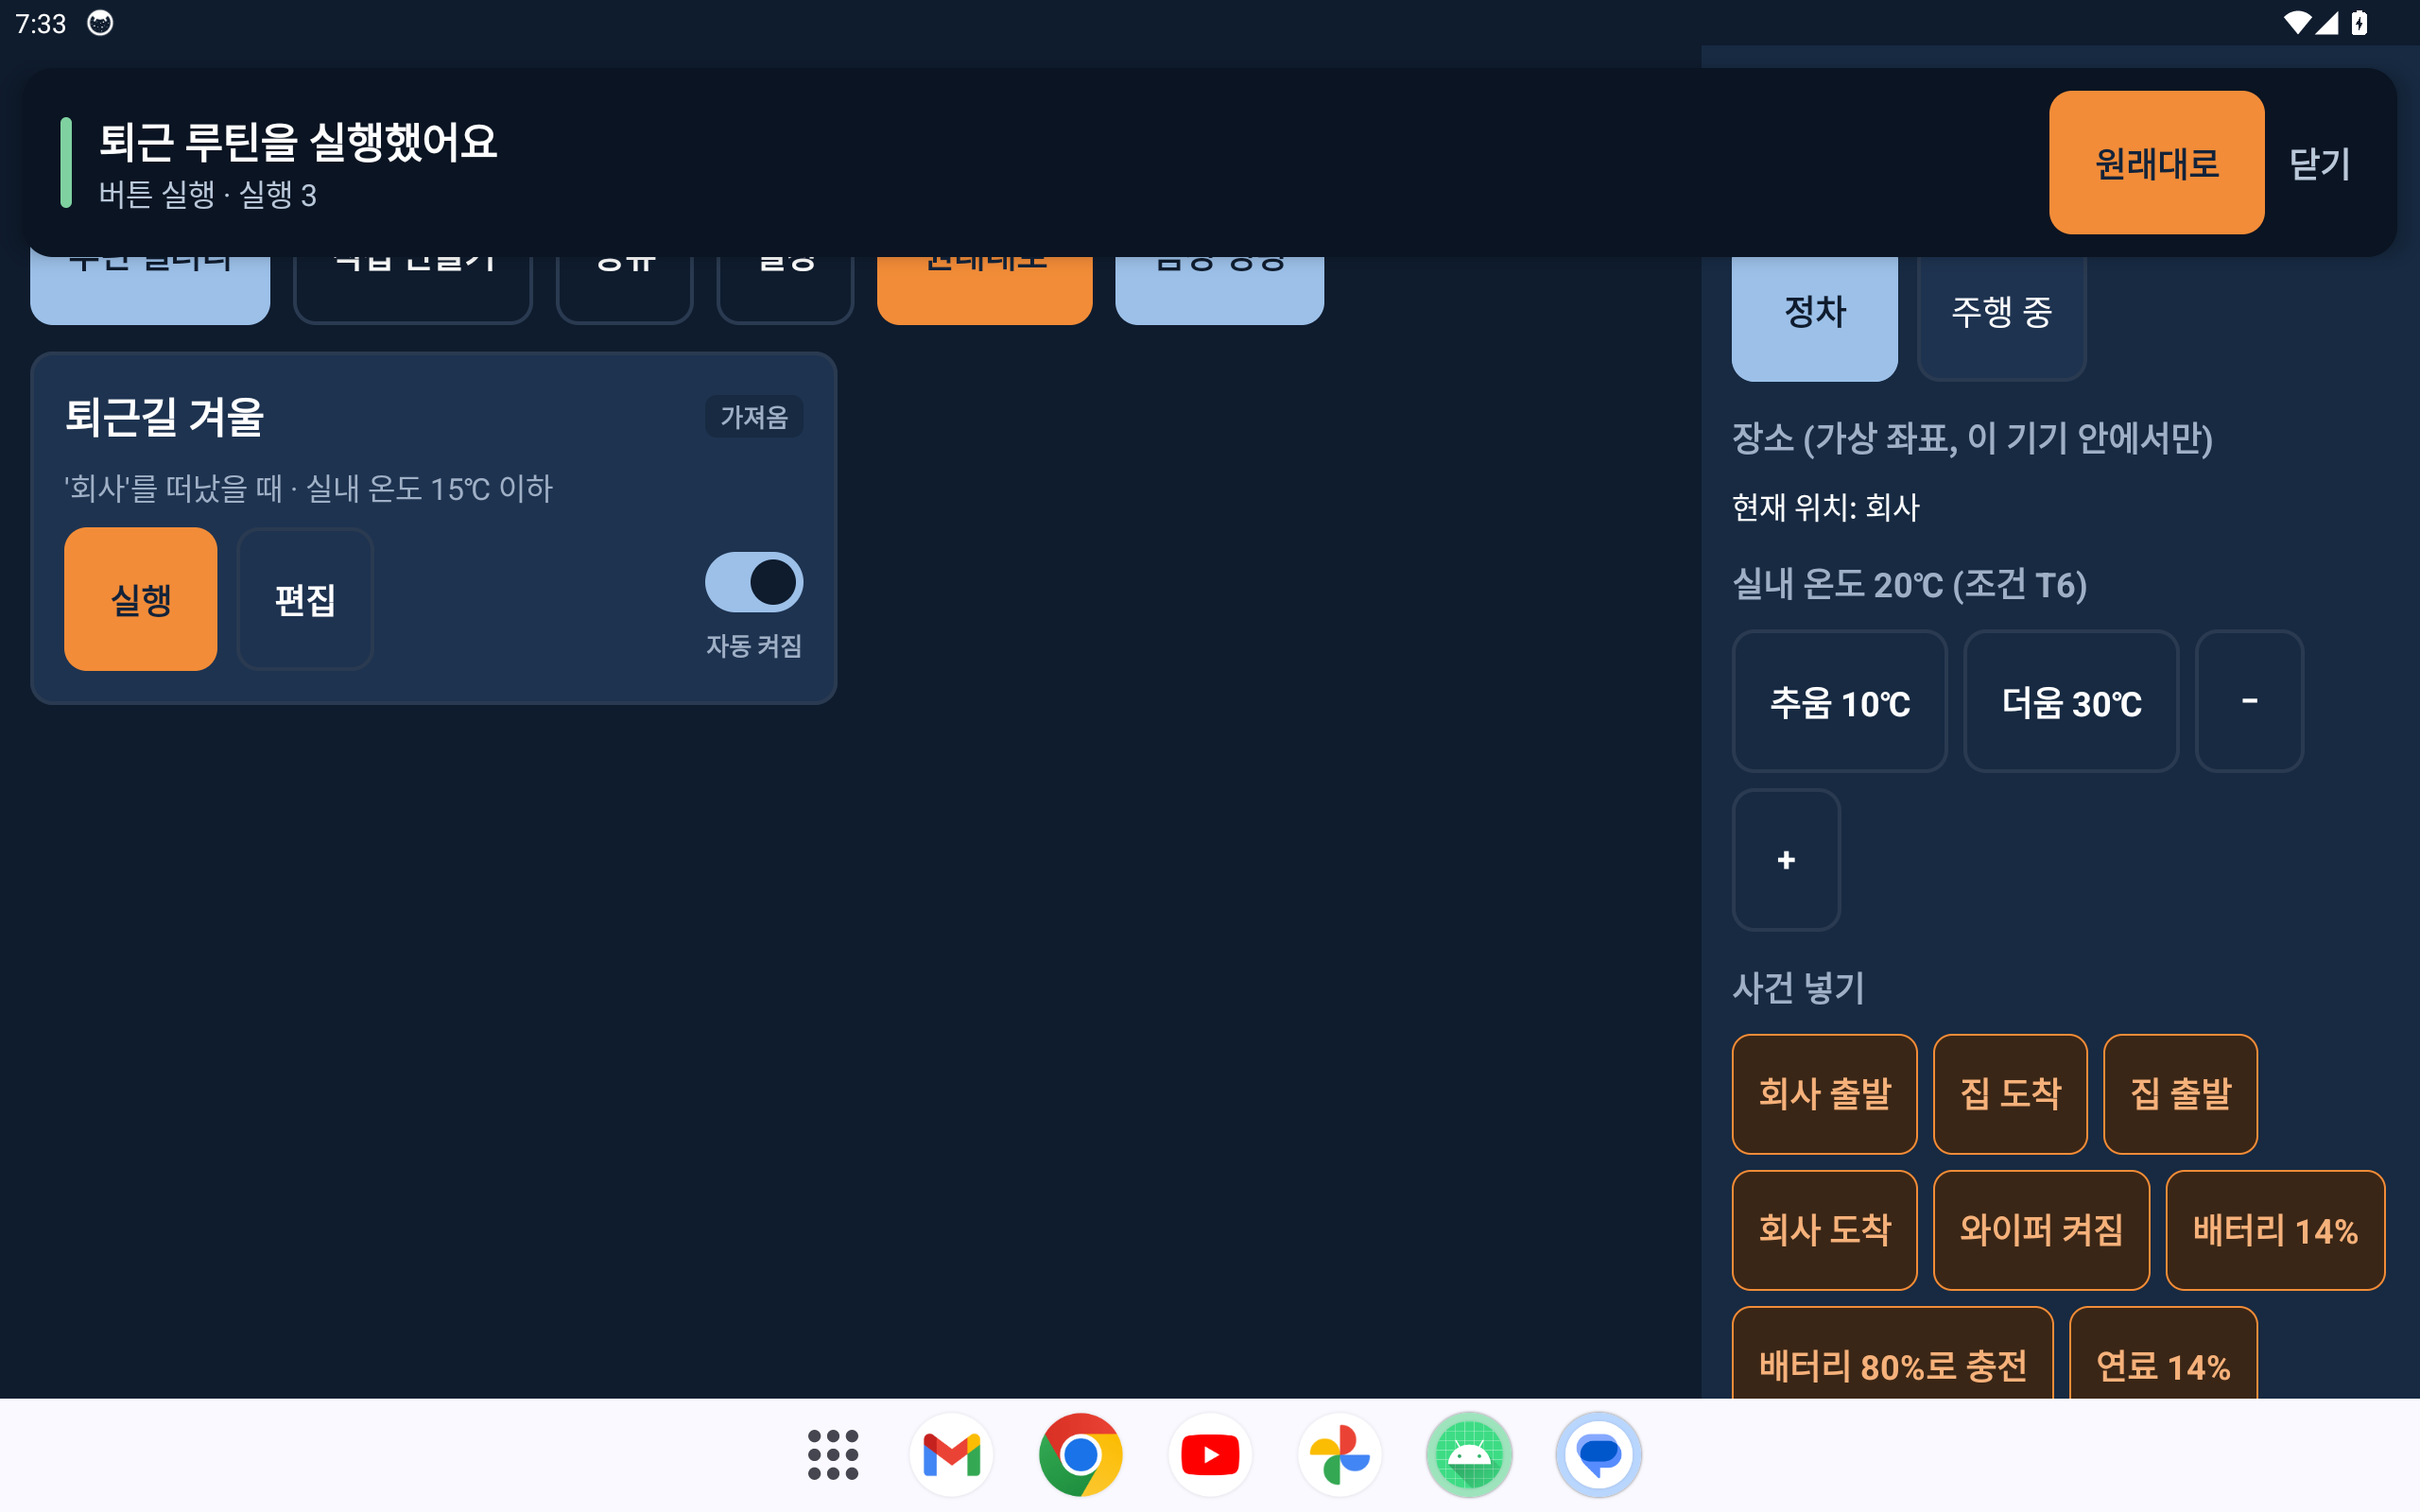 7:33
퇴근 루틴을 실행했어요
버튼 실행 · 실행 3
원래대로
닫기
원래대로
정차
주행 중
퇴근길 겨울
가져옴
'회사'를 떠났을 때 · 실내 온도 15℃ 이하
실행
편집
자동 켜짐
장소 (가상 좌표, 이 기기 안에서만)
현재 위치: 회사
실내 온도 20℃ (조건 T6)
추움 10℃
더움 30℃
-
+
사건 넣기
회사 출발
집 도착
집 출발
회사 도착
와이퍼 켜짐
배터리 14%
배터리 80%로 충전
연료 14%